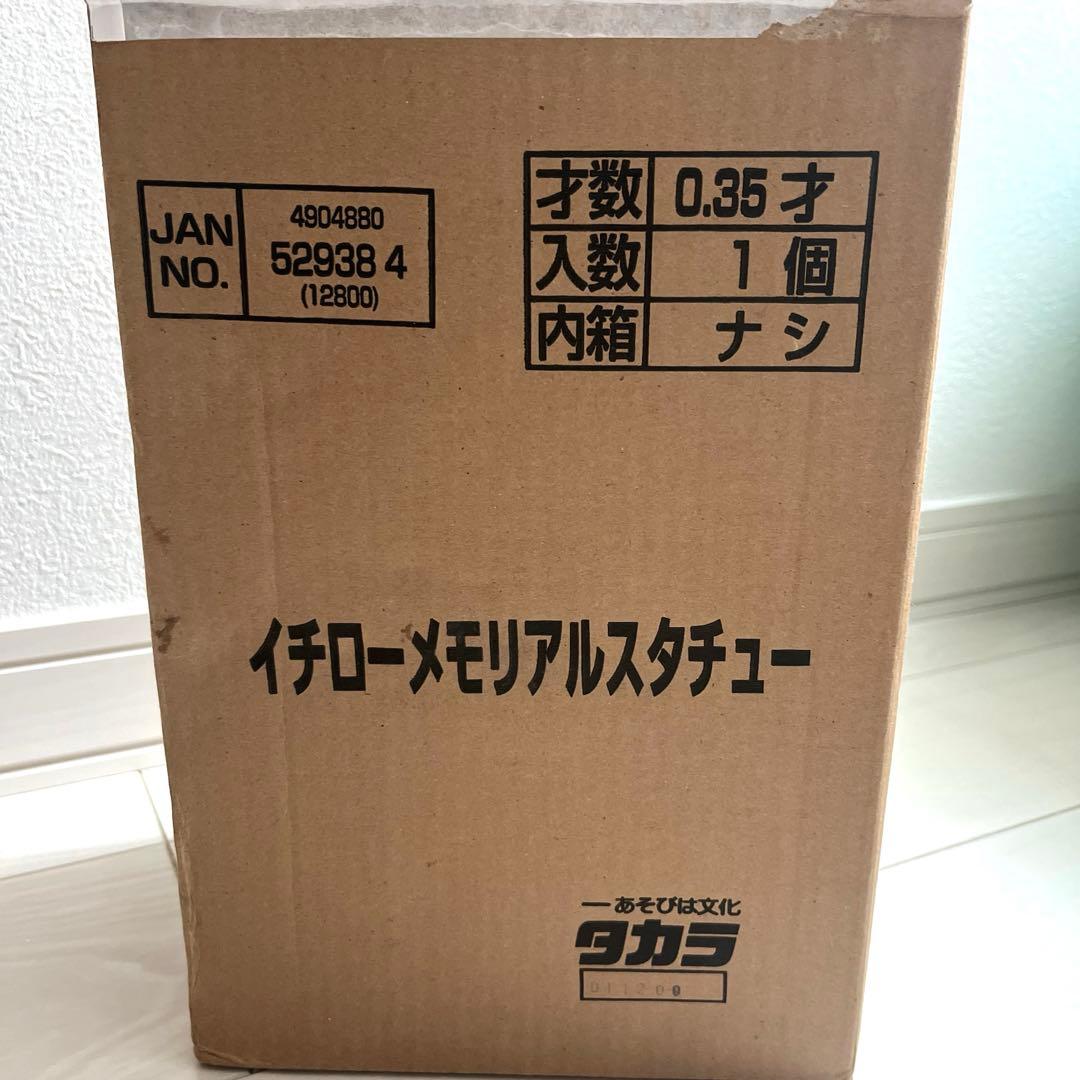 JAN NO.
4904880
52938 4
(12800)
才数 0.35 才
入数 1 個
内箱 ナシ
イチローメモリアルスタチュー
ーあそびは文化
タカラ